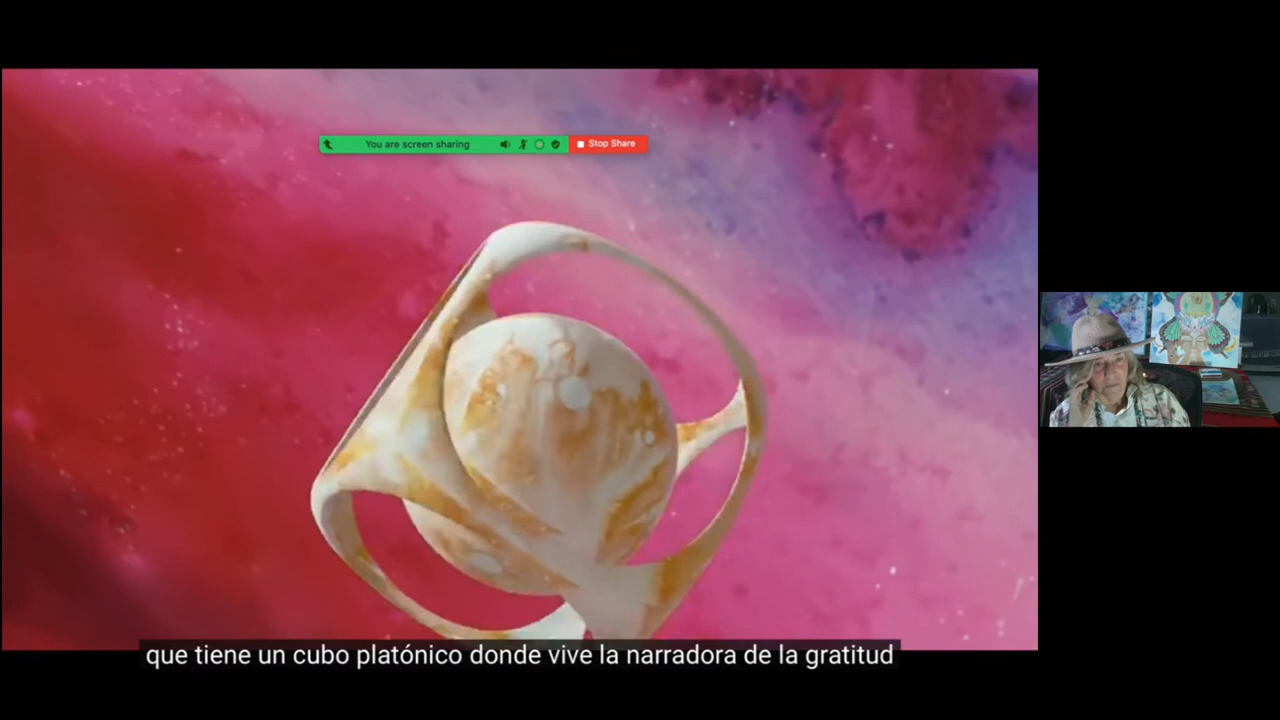 You are screen sharing
Stop Share
que tiene un cubo platónico donde vive la narradora de la gratitud